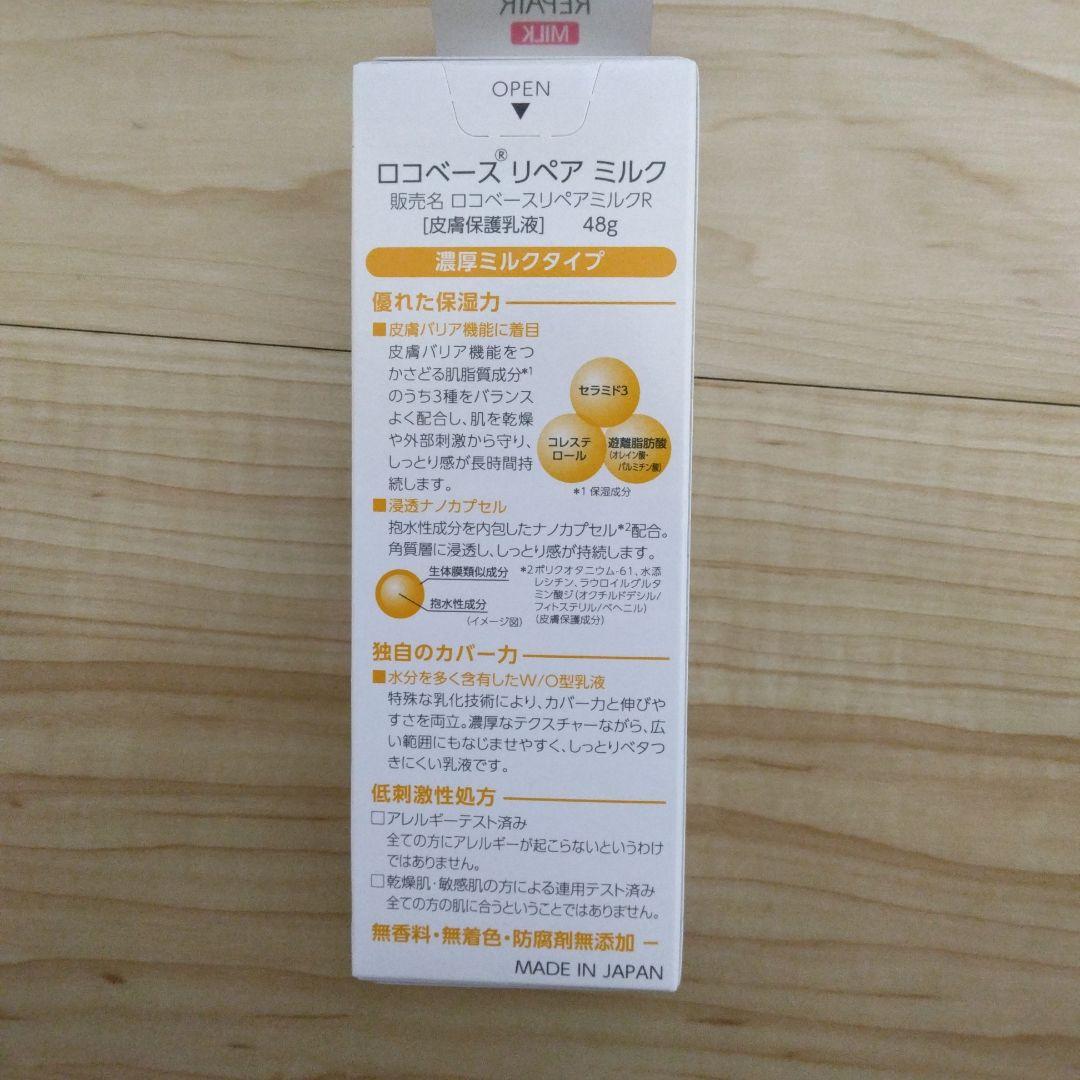 REPAIR
MILK
OPEN
▼
ロコベース®リペア ミルク
販売名 ロコベースリペアミルクR
[皮膚保護乳液] 48g
濃厚ミルクタイプ
優れた保湿力
■皮膚バリア機能に着目
皮膚バリア機能をつ
かさどる肌脂質成分*1
のうち3種をバランス
よく配合し、肌を乾燥
や外部刺激から守り、
しっとり感が長時間持
続します。
セラミド3
コレステ
ロール
遊離脂肪酸
(オレイン酸・
パルミチン酸)
*1 保湿成分
■浸透ナノカプセル
抱水性成分を内包したナノカプセル*2配合。
角質層に浸透し、しっとり感が持続します。
生体膜類似成分
抱水性成分
(イメージ図)
*2ポリクオタニウム-61、水添
レシチン、ラウロイルグルタ
ミン酸ジ(オクチルドデシル/
フィトステリル/ベヘニル)
(皮膚保護成分)
独自のカバー力
■水分を多く含有したW/O型乳液
特殊な乳化技術により、カバー力と伸びや
すさを両立。濃厚なテクスチャーながら、広
い範囲にもなじませやすく、しっとりベタつ
きにくい乳液です。
低刺激性処方
□アレルギーテスト済み
全ての方にアレルギーが起こらないというわけ
ではありません。
□乾燥肌・敏感肌の方による連用テスト済み
全ての方の肌に合うということではありません。
無香料・無着色・防腐剤無添加
MADE IN JAPAN